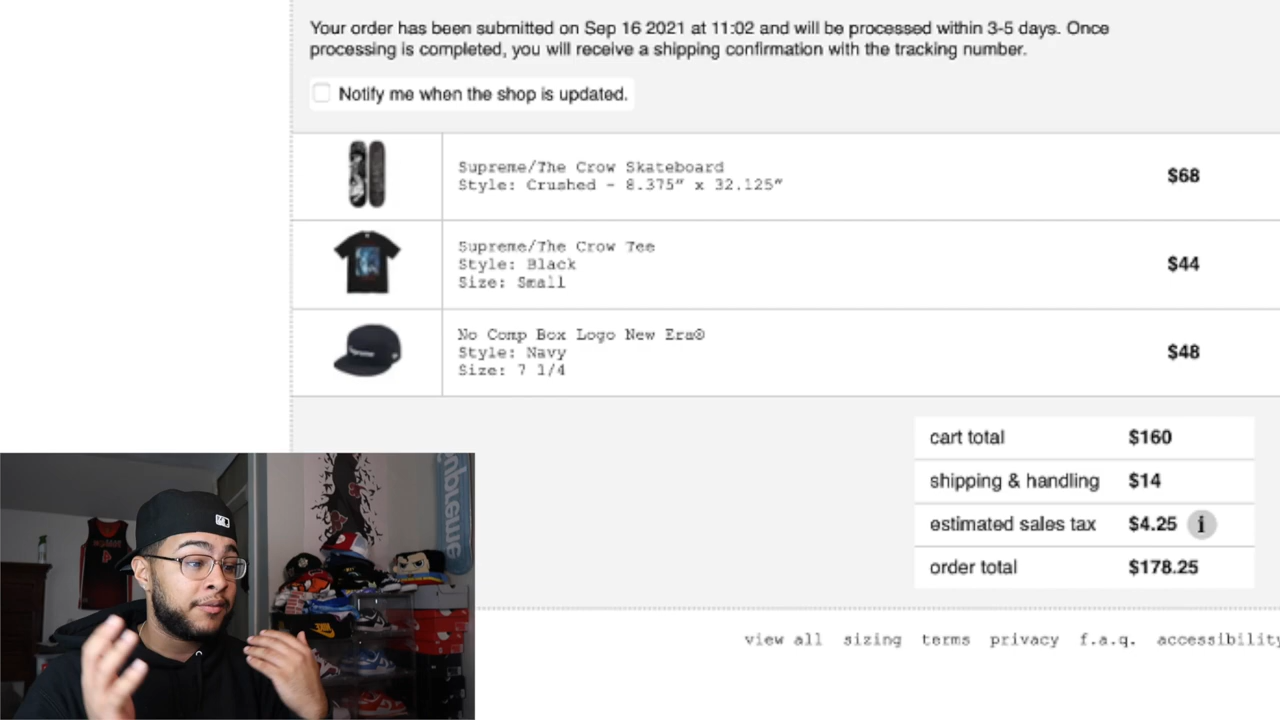 Your order has been submitted on Sep 16 2021 at 11:02 and will be processed within 3-5 days. Once
processing is completed, you will receive a shipping confirmation with the tracking number.
Notify me when the shop is updated.
Supreme/The Crow Skateboard
Style: Crushed - 8.375” x 32.125”
$68
Supreme/The Crow Tee
Style: Black
Size: Small
$44
No Comp Box Logo New Era®
Style: Navy
Size: 7 1/4
$48
cart total $160
shipping & handling $14
estimated sales tax $4.25 i
order total $178.25
view all sizing terms privacy f.a.q. accessibility
Supreme